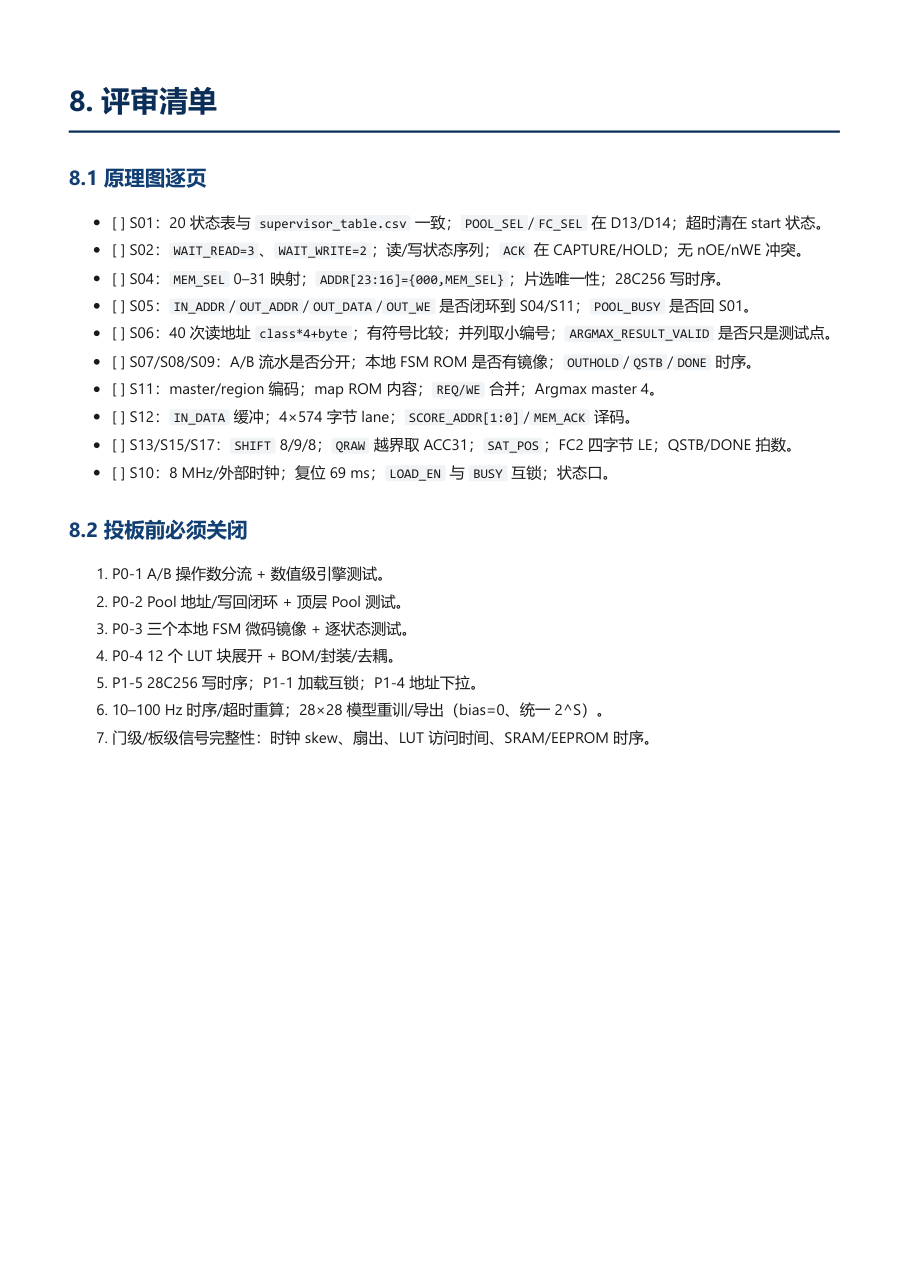 8. 评审清单
8.1 原理图逐页
• [ ] S01：20 状态表与 supervisor_table.csv 一致；POOL_SEL / FC_SEL 在 D13/D14；超时清在 start 状态。
• [ ] S02：WAIT_READ=3 、WAIT_WRITE=2 ；读/写状态序列；ACK 在 CAPTURE/HOLD；无 nOE/nWE 冲突。
• [ ] S04：MEM_SEL 0–31 映射；ADDR[23:16]={000,MEM_SEL} ；片选唯一性；28C256 写时序。
• [ ] S05：IN_ADDR / OUT_ADDR / OUT_DATA / OUT_WE 是否闭环到 S04/S11；POOL_BUSY 是否回 S01。
• [ ] S06：40 次读地址 class*4+byte ；有符号比较；并列取小编号；ARGMAX_RESULT_VALID 是否只是测试点。
• [ ] S07/S08/S09：A/B 流水是否分开；本地 FSM ROM 是否有镜像；OUTHOLD / QSTB / DONE 时序。
• [ ] S11：master/region 编码；map ROM 内容；REQ/WE 合并；Argmax master 4。
• [ ] S12：IN_DATA 缓冲；4×574 字节 lane；SCORE_ADDR[1:0] / MEM_ACK 译码。
• [ ] S13/S15/S17：SHIFT 8/9/8；QRAW 越界取 ACC31；SAT_POS ；FC2 四字节 LE；QSTB/DONE 拍数。
• [ ] S10：8 MHz/外部时钟；复位 69 ms；LOAD_EN 与 BUSY 互锁；状态口。
8.2 投板前必须关闭
1. P0-1 A/B 操作数分流 + 数值级引擎测试。
2. P0-2 Pool 地址/写回闭环 + 顶层 Pool 测试。
3. P0-3 三个本地 FSM 微码镜像 + 逐状态测试。
4. P0-4 12 个 LUT 块展开 + BOM/封装/去耦。
5. P1-5 28C256 写时序；P1-1 加载互锁；P1-4 地址下拉。
6. 10–100 Hz 时序/超时重算；28×28 模型重训/导出（bias=0、统一 2^S）。
7. 门级/板级信号完整性：时钟 skew、扇出、LUT 访问时间、SRAM/EEPROM 时序。